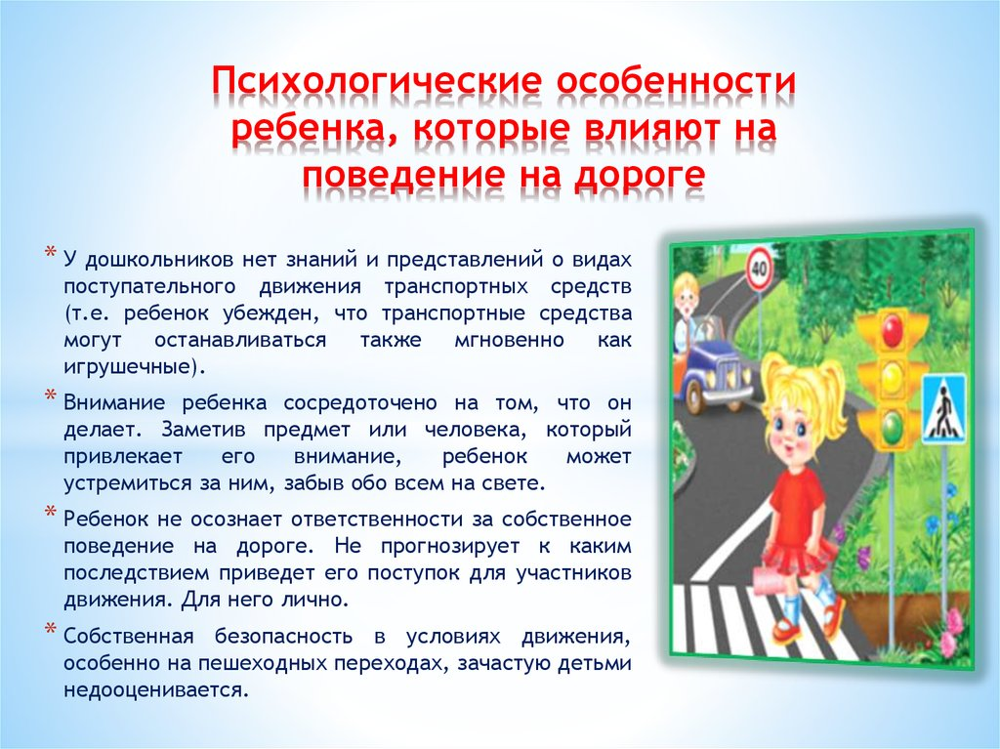 Психологические особенности
ребенка, которые влияют на
поведение на дороге
* У дошкольников нет знаний и представлений о видах
поступательного движения транспортных средств
(т.е. ребенок убежден, что транспортные средства
могут останавливаться также мгновенно как
игрушечные).
* Внимание ребенка сосредоточено на том, что он
делает. Заметив предмет или человека, который
привлекает его внимание, ребенок может
устремиться за ним, забыв обо всем на свете.
* Ребенок не осознает ответственности за собственное
поведение на дороге. Не прогнозирует к каким
последствием приведет его поступок для участников
движения. Для него лично.
* Собственная безопасность в условиях движения,
особенно на пешеходных переходах, зачастую детьми
недооценивается.
40